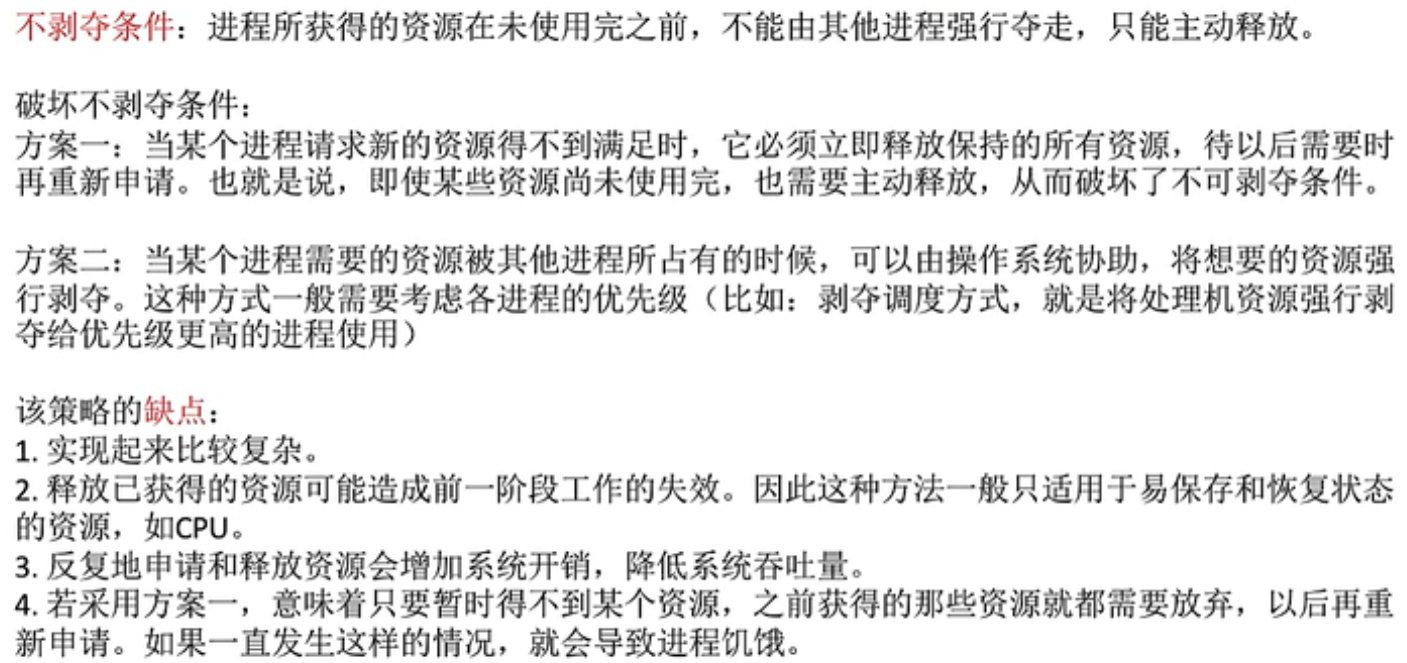 不剥夺条件：进程所获得的资源在未使用完之前，不能由其他进程强行夺走，只能主动释放。
破坏不剥夺条件：
方案一：当某个进程请求新的资源得不到满足时，它必须立即释放保持的所有资源，待以后需要时
再重新申请。也就是说，即使某些资源尚未使用完，也需要主动释放，从而破坏了不可剥夺条件。
方案二：当某个进程需要的资源被其他进程所占有的时候，可以由操作系统协助，将想要的资源强
行剥夺。这种方式一般需要考虑各进程的优先级（比如：剥夺调度方式，就是将处理机资源强行剥
夺给优先级更高的进程使用）
该策略的缺点：
1. 实现起来比较复杂。
2. 释放已获得的资源可能造成前一阶段工作的失效。因此这种方法一般只适用于易保存和恢复状态
的资源，如CPU。
3. 反复地申请和释放资源会增加系统开销，降低系统吞吐量。
4. 若采用方案一，意味着只要暂时得不到某个资源，之前获得的那些资源就都需要放弃，以后再重
新申请。如果一直发生这样的情况，就会导致进程饥饿。